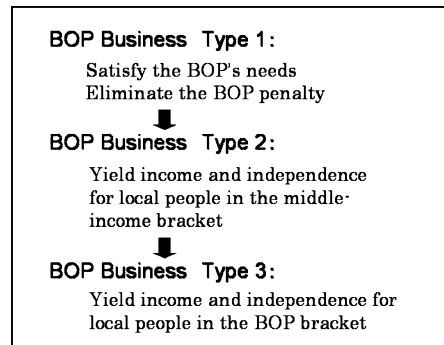 BOP Business Type 1:
Satisfy the BOP's needs
Eliminate the BOP penalty
BOP Business Type 2:
Yield income and independence
for local people in the middle-
income bracket
BOP Business Type 3:
Yield income and independence for
local people in the BOP bracket